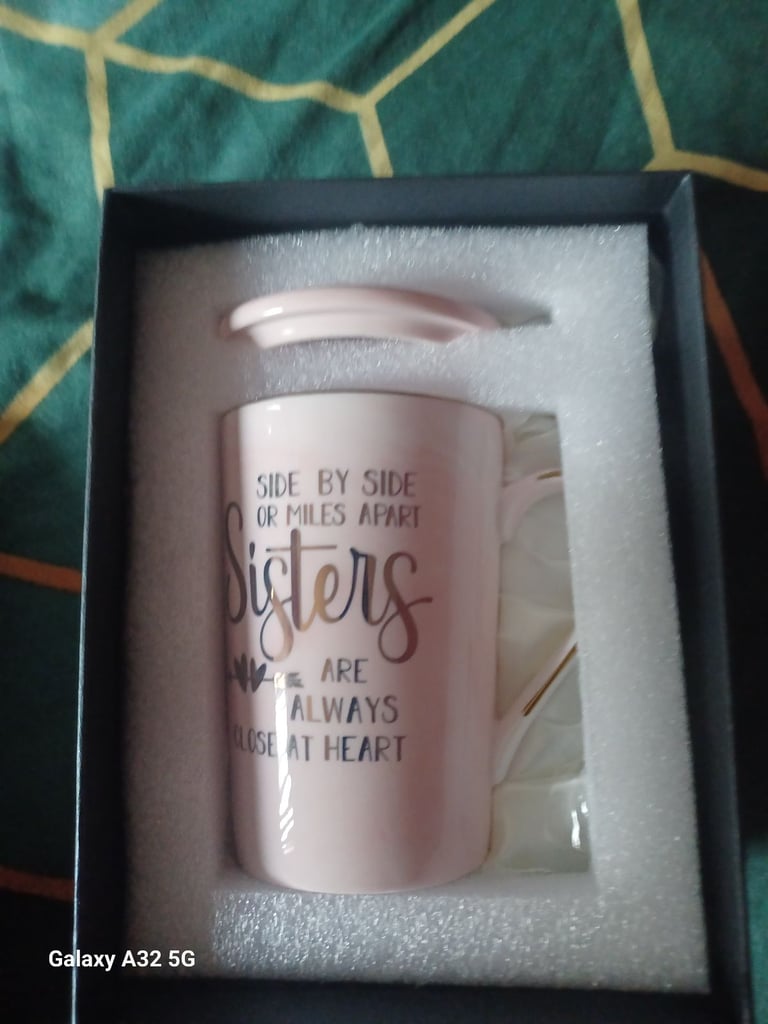 SIDE BY SIDE
OR MILES APART
Sisters
ARE
ALWAYS
CLOSE AT HEART
Galaxy A32 5G